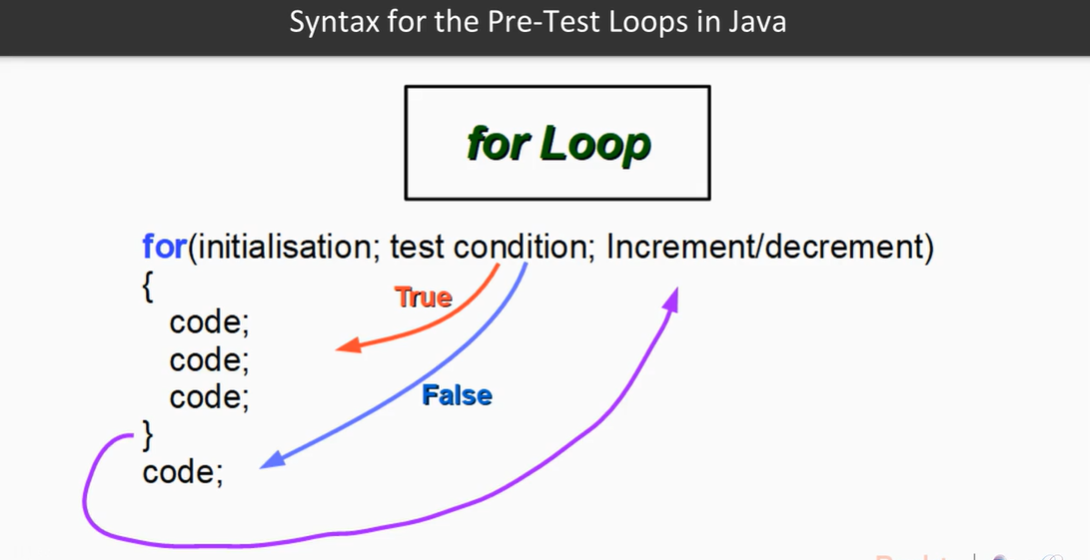 Syntax for the Pre-Test Loops in Java
for Loop
for(initialisation; test condition; Increment/decrement)
{
True
code;
code;
code;
False
}
code;